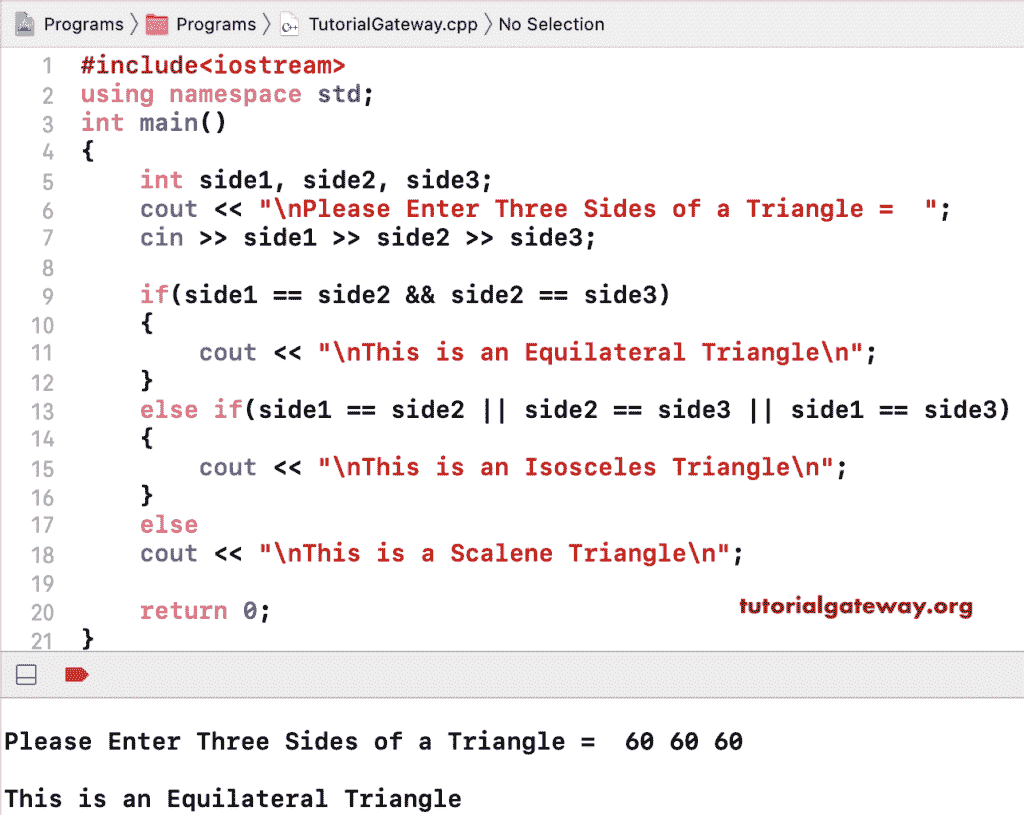 Programs Programs TutorialGateway.cpp No Selection
1 #include<iostream>
2 using namespace std;
3 int main()
4 {
5     int side1, side2, side3;
6     cout << "\nPlease Enter Three Sides of a Triangle =  ";
7     cin >> side1 >> side2 >> side3;
8
9     if(side1 == side2 && side2 == side3)
10     {
11         cout << "\nThis is an Equilateral Triangle\n";
12     }
13     else if(side1 == side2 || side2 == side3 || side1 == side3)
14     {
15         cout << "\nThis is an Isosceles Triangle\n";
16     }
17     else
18     cout << "\nThis is a Scalene Triangle\n";
19
20     return 0;
tutorialgateway.org
21 }
Please Enter Three Sides of a Triangle =  60 60 60
This is an Equilateral Triangle